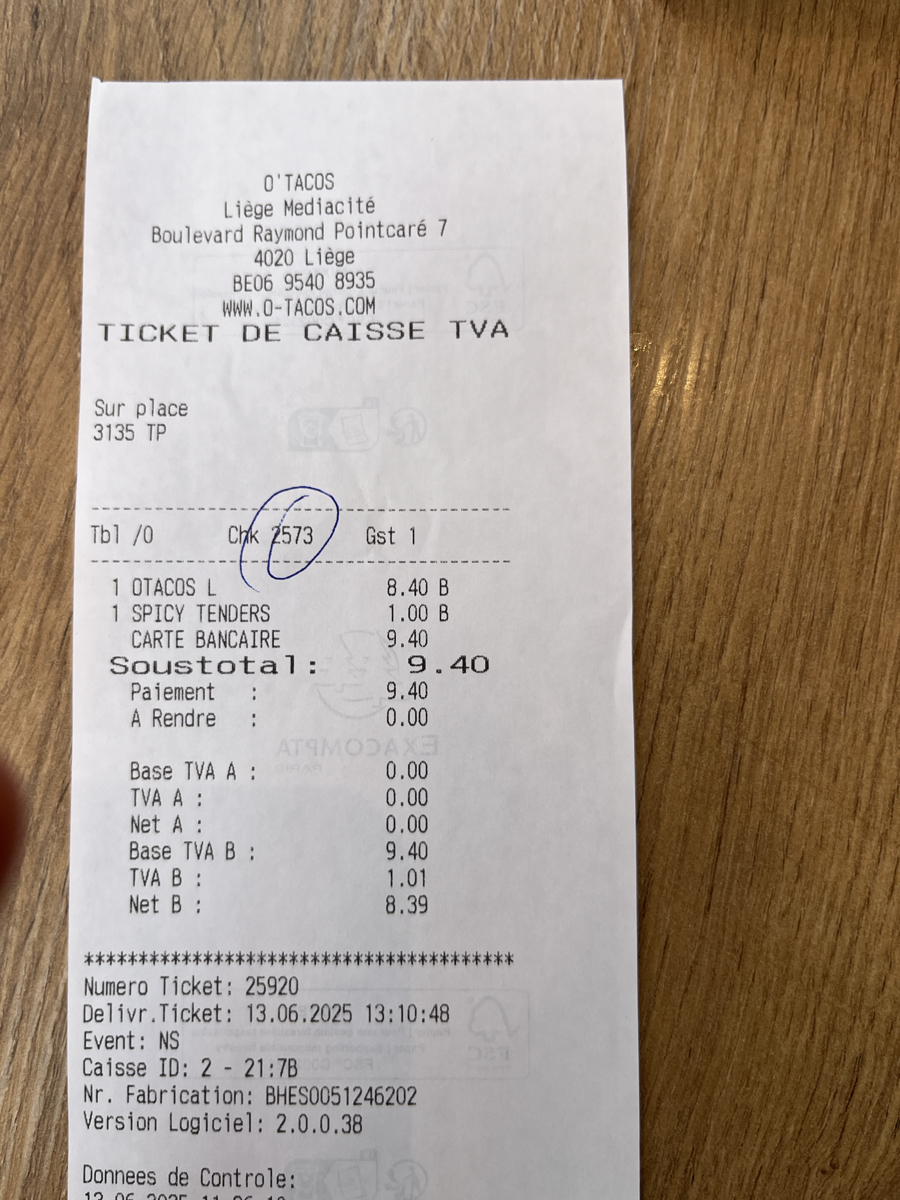 O'TACOS
Liège Mediacité
Boulevard Raymond Pointcaré 7
4020 Liège
BE06 9540 8935
WWW.O-TACOS.COM
TICKET DE CAISSE TVA
Sur place
3135 TP
Tbl /0 Chk 2573 Gst 1
1 OTACOS L 8.40 B
1 SPICY TENDERS 1.00 B
CARTE BANCAIRE 9.40
Soustotal: 9.40
Paiement : 9.40
A Rendre : 0.00
EXACOMPTA
Base TVA A : 0.00
TVA A : 0.00
Net A : 0.00
Base TVA B : 9.40
TVA B : 1.01
Net B : 8.39
*****************************************
Numero Ticket: 25920
Delivr.Ticket: 13.06.2025 13:10:48
Event: NS
Caisse ID: 2 - 21:7B
Nr. Fabrication: BHES0051246202
Version Logiciel: 2.0.0.38
Donnees de Controle: